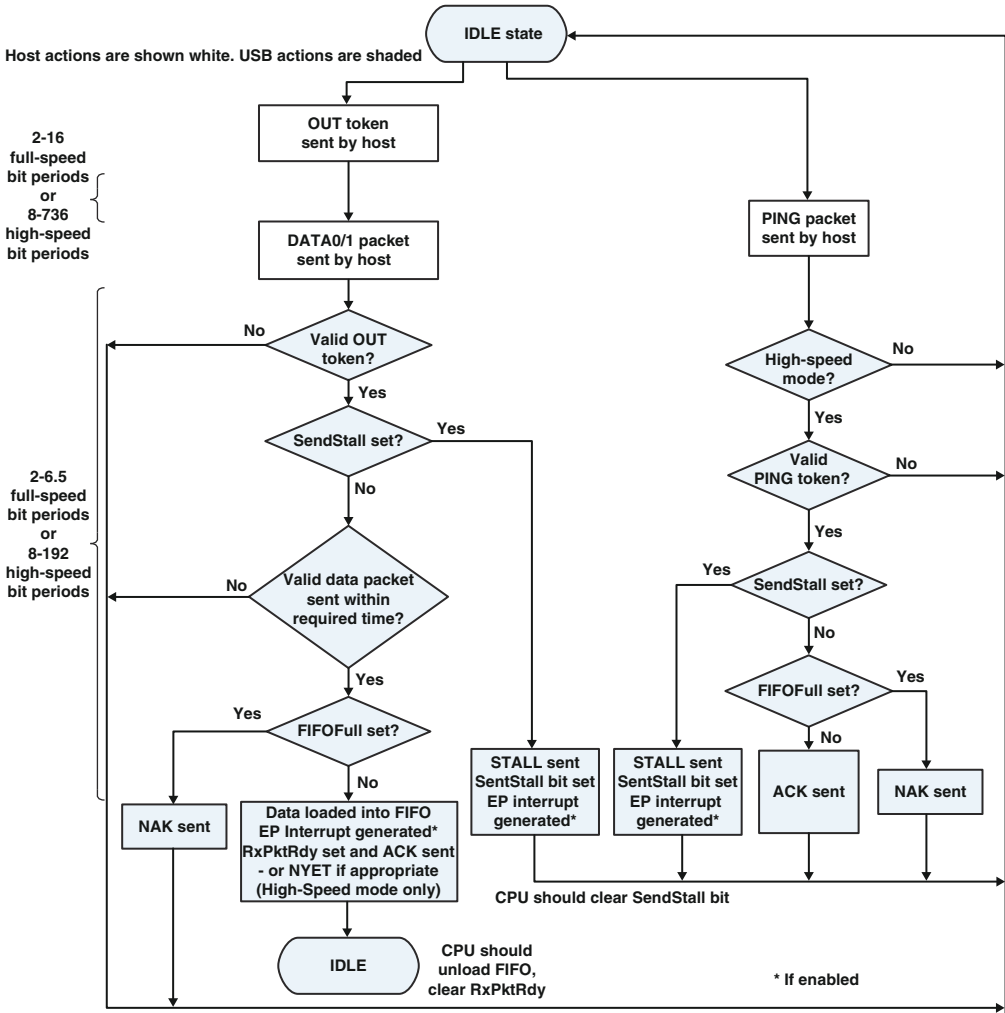 IDLE state
Host actions are shown white. USB actions are shaded
OUT token
sent by host
2-16
full-speed
bit periods
or
8-736
high-speed
bit periods
DATA0/1 packet
sent by host
PING packet
sent by host
No
Valid OUT
token?
Yes
High-speed
mode?
No
Yes
SendStall set?
Yes
No
Valid
PING token?
No
Yes
2-6.5
full-speed
bit periods
or
8-192
high-speed
bit periods
No
Valid data packet
sent within
required time?
Yes
Yes
SendStall set?
No
Yes
FIFOFull set?
No
FIFOFull set?
Yes
No
NAK sent
Data loaded into FIFO
EP Interrupt generated*
RxPktRdy set and ACK sent
- or NYET if appropriate
(High-Speed mode only)
STALL sent
SentStall bit set
EP interrupt
generated*
STALL sent
SentStall bit set
EP interrupt
generated*
ACK sent
NAK sent
CPU should clear SendStall bit
IDLE
CPU should
unload FIFO,
clear RxPktRdy
* If enabled